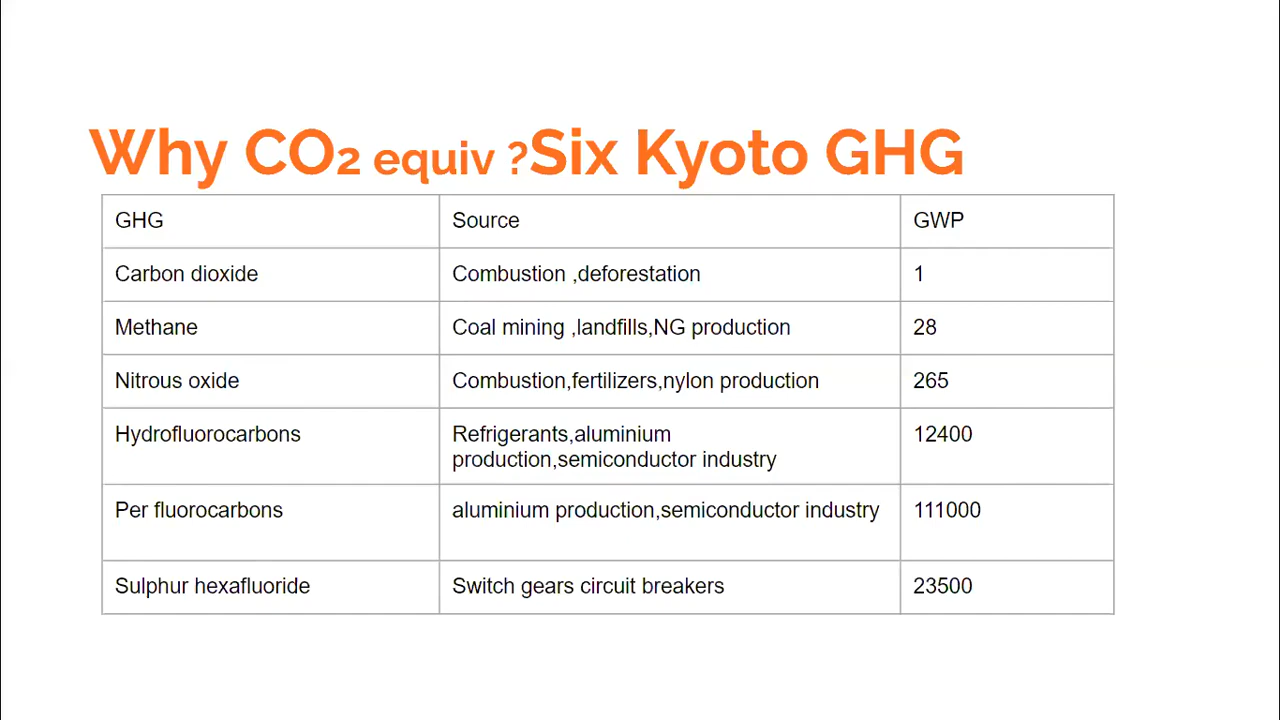 Why CO2 equiv ?Six Kyoto GHG
GHG Source GWP
Carbon dioxide Combustion ,deforestation 1
Methane Coal mining ,landfills,NG production 28
Nitrous oxide Combustion,fertilizers,nylon production 265
Hydrofluorocarbons Refrigerants,aluminium 12400
production,semiconductor industry
Per fluorocarbons aluminium production,semiconductor industry 111000
Sulphur hexafluoride Switch gears circuit breakers 23500